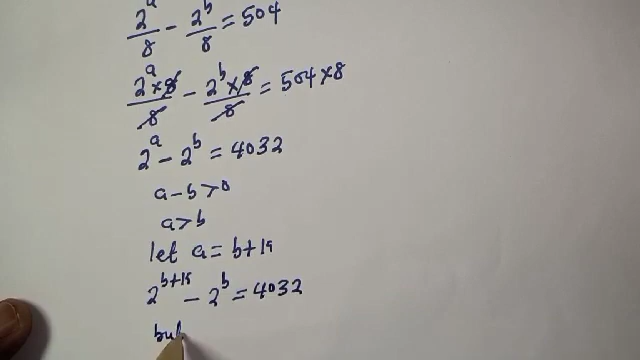 2^a/8 - 2^b/8 = 504
2^a×8/8 - 2^b×8/8 = 504×8
2^a - 2^b = 4032
a-b>0
a>b
let a = b+k
2^(b+k) - 2^b = 4032
but